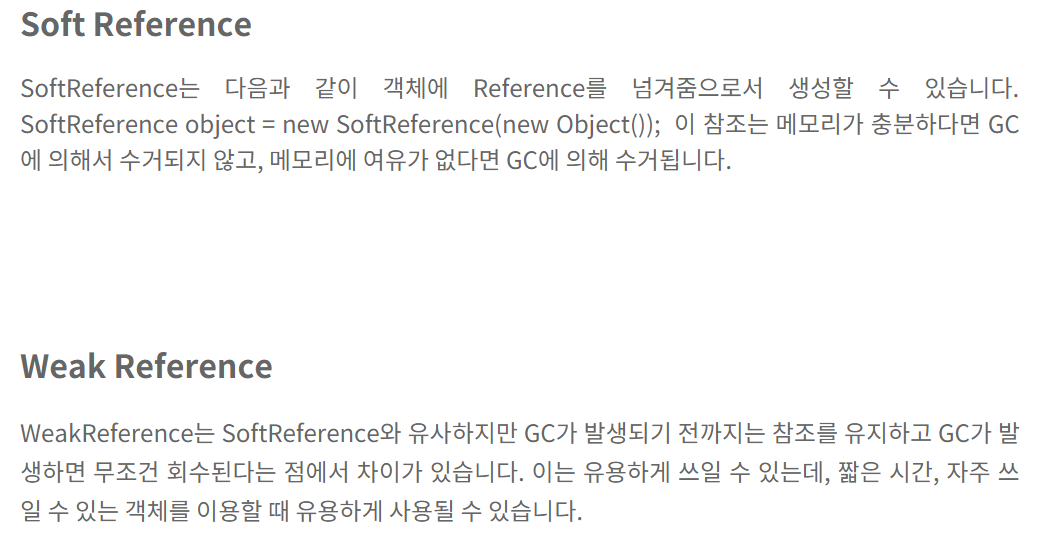 Soft Reference
SoftReference는 다음과 같이 객체에 Reference를 넘겨줌으로서 생성할 수 있습니다.
SoftReference object = new SoftReference(new Object()); 이 참조는 메모리가 충분하다면 GC
에 의해서 수거되지 않고, 메모리에 여유가 없다면 GC에 의해 수거됩니다.
Weak Reference
WeakReference는 SoftReference와 유사하지만 GC가 발생되기 전까지는 참조를 유지하고 GC가 발
생하면 무조건 회수된다는 점에서 차이가 있습니다. 이는 유용하게 쓰일 수 있는데, 짧은 시간, 자주 쓰
일 수 있는 객체를 이용할 때 유용하게 사용될 수 있습니다.